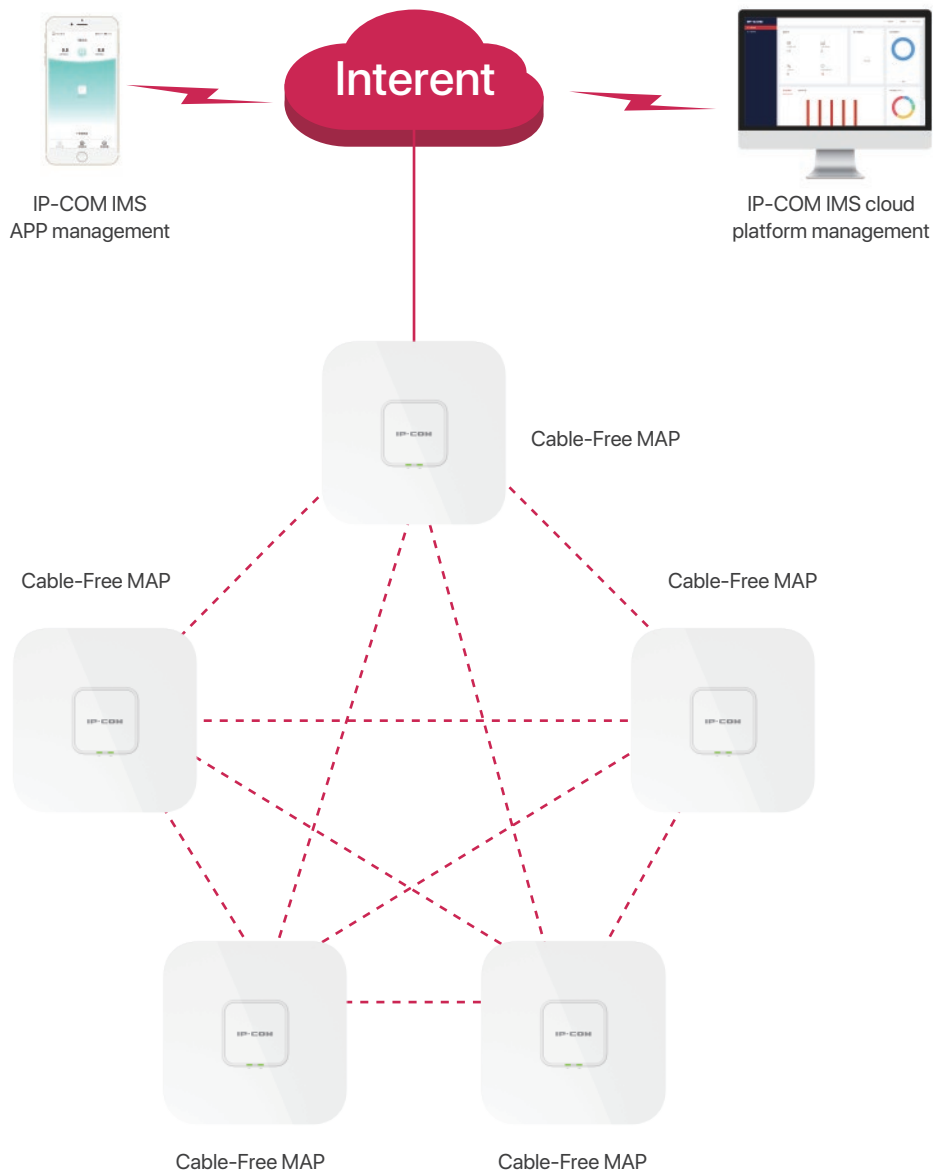 Interent
IP-COM IMS
APP management
IP-COM IMS cloud
platform management
IP-COM
Cable-Free MAP
Cable-Free MAP
Cable-Free MAP
IP-COM
IP-COM
IP-COM
IP-COM
Cable-Free MAP
Cable-Free MAP